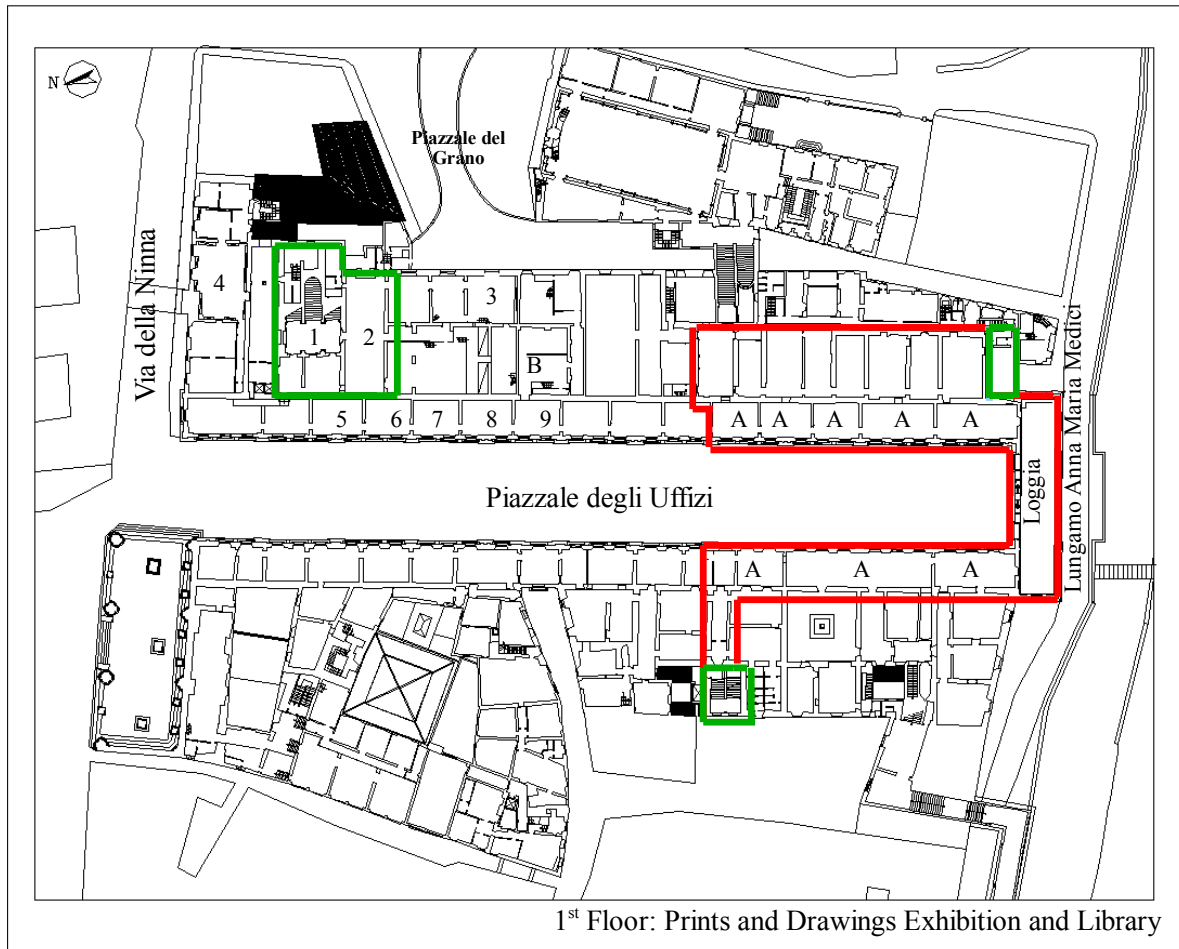 N
Piazzale del
Grano
Via della Ninna
4
1
2
3
B
5 6 7 8 9
A A A A A
Piazzale degli Uffizi
Loggia
Lungarno Anna Maria Medici
A A A
1st Floor: Prints and Drawings Exhibition and Library